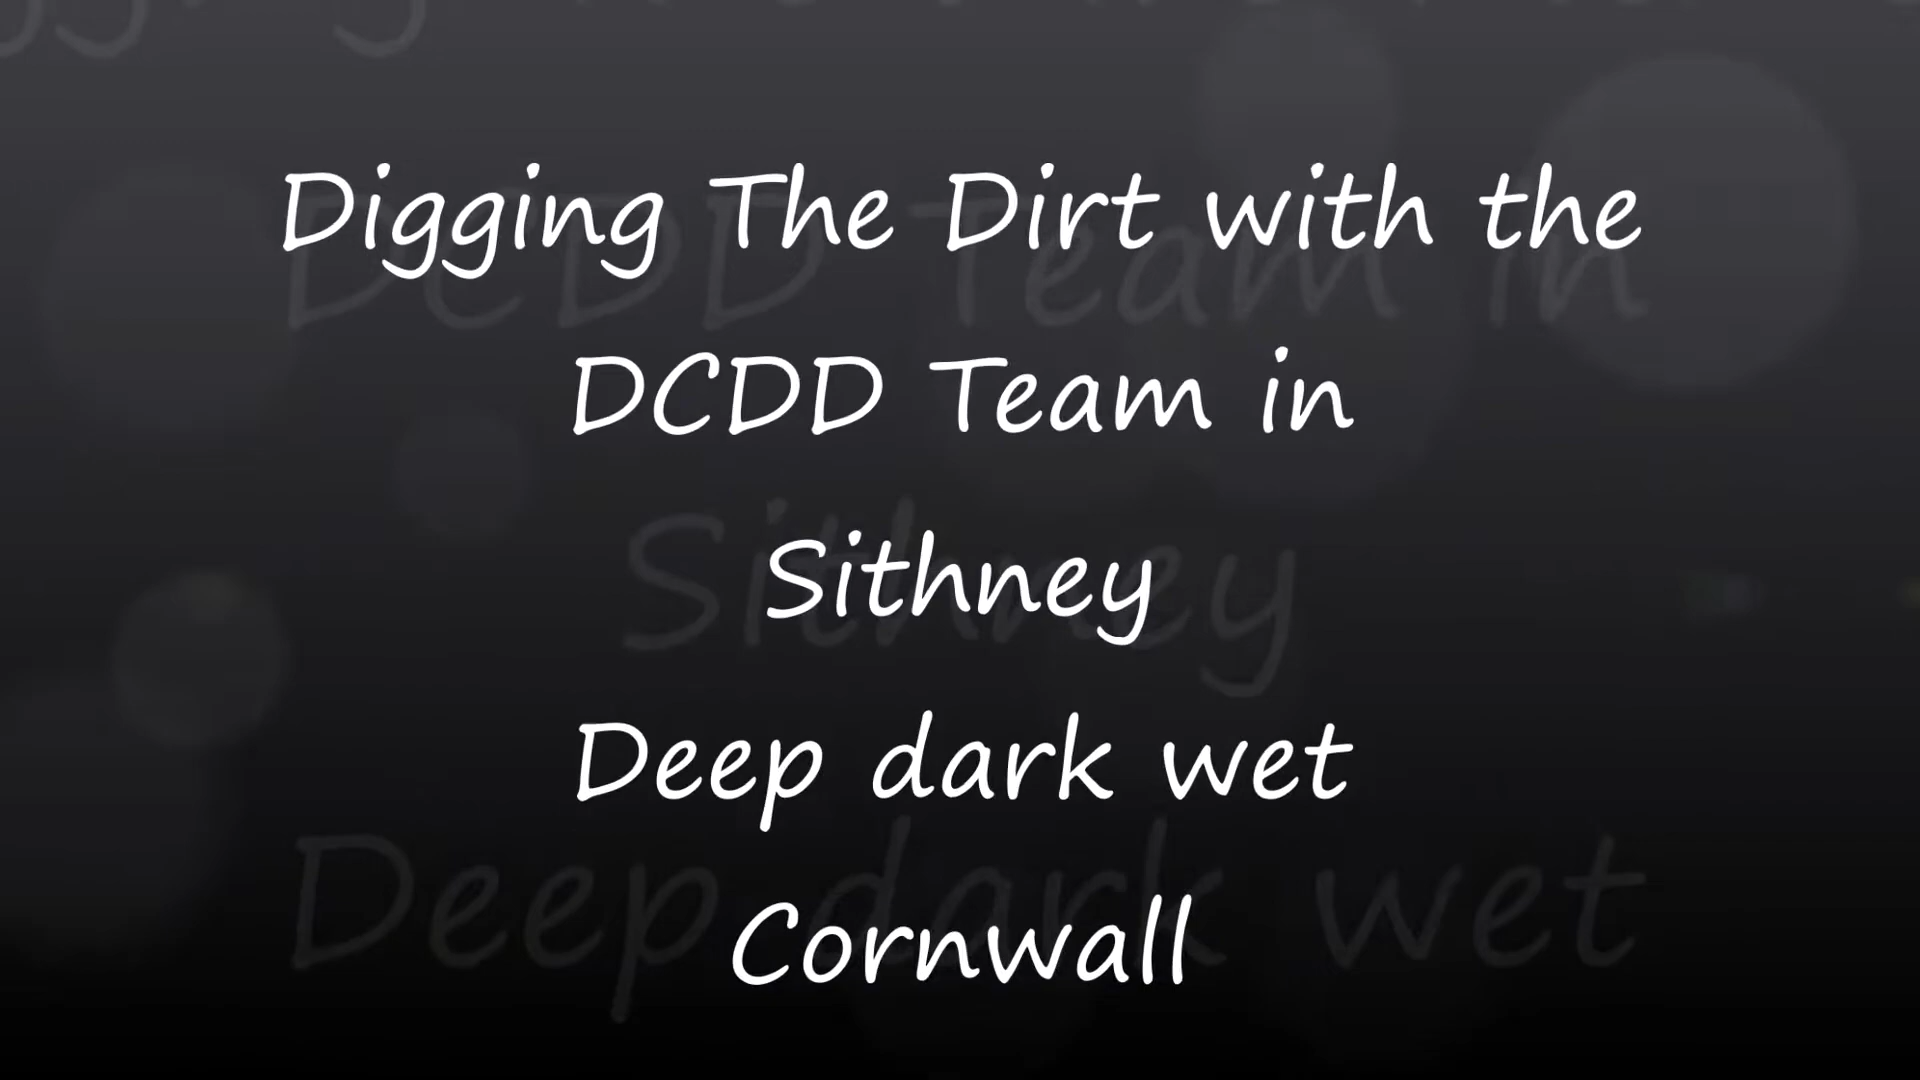 Digging The Dirt with the
DCDD Team in
Sithney
Deep dark wet
Cornwall